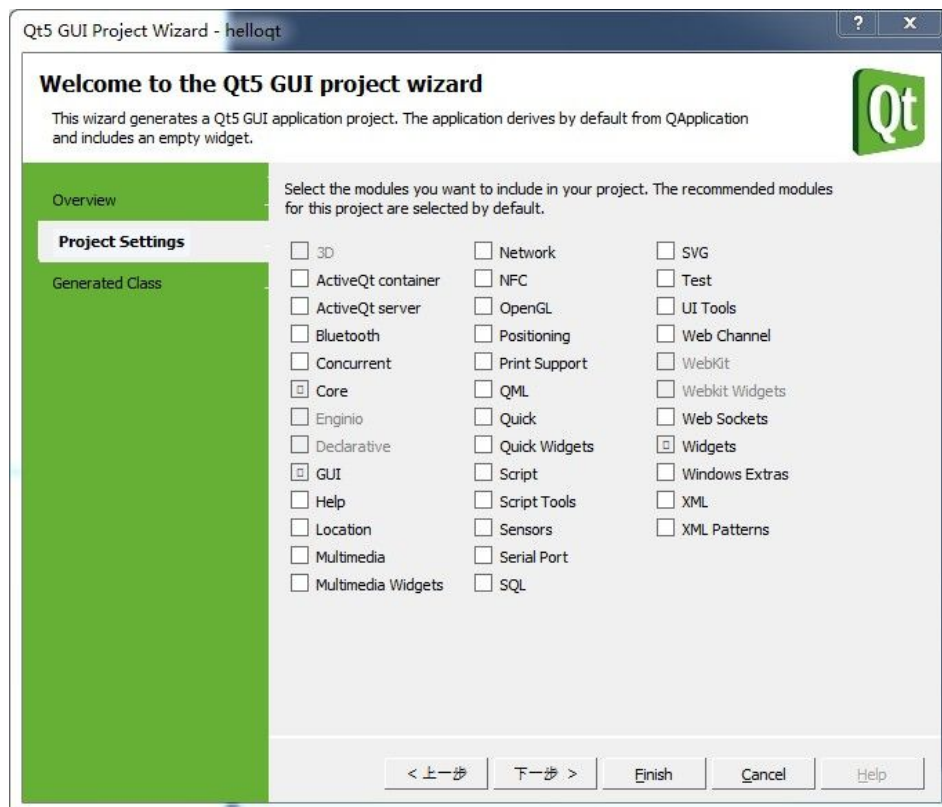 Qt5 GUI Project Wizard - helloqt
? X
Welcome to the Qt5 GUI project wizard
This wizard generates a Qt5 GUI application project. The application derives by default from QApplication
and includes an empty widget.
Qt
Overview
Project Settings
Generated Class
Select the modules you want to include in your project. The recommended modules
for this project are selected by default.
3D
ActiveQt container
ActiveQt server
Bluetooth
Concurrent
Core
Enginio
Declarative
GUI
Help
Location
Multimedia
Multimedia Widgets
Network
NFC
OpenGL
Positioning
Print Support
QML
Quick
Quick Widgets
Script
Script Tools
Sensors
Serial Port
SQL
SVG
Test
UI Tools
Web Channel
WebKit
Webkit Widgets
Web Sockets
Widgets
Windows Extras
XML
XML Patterns
< 上一步 下一步 > Finish Cancel Help